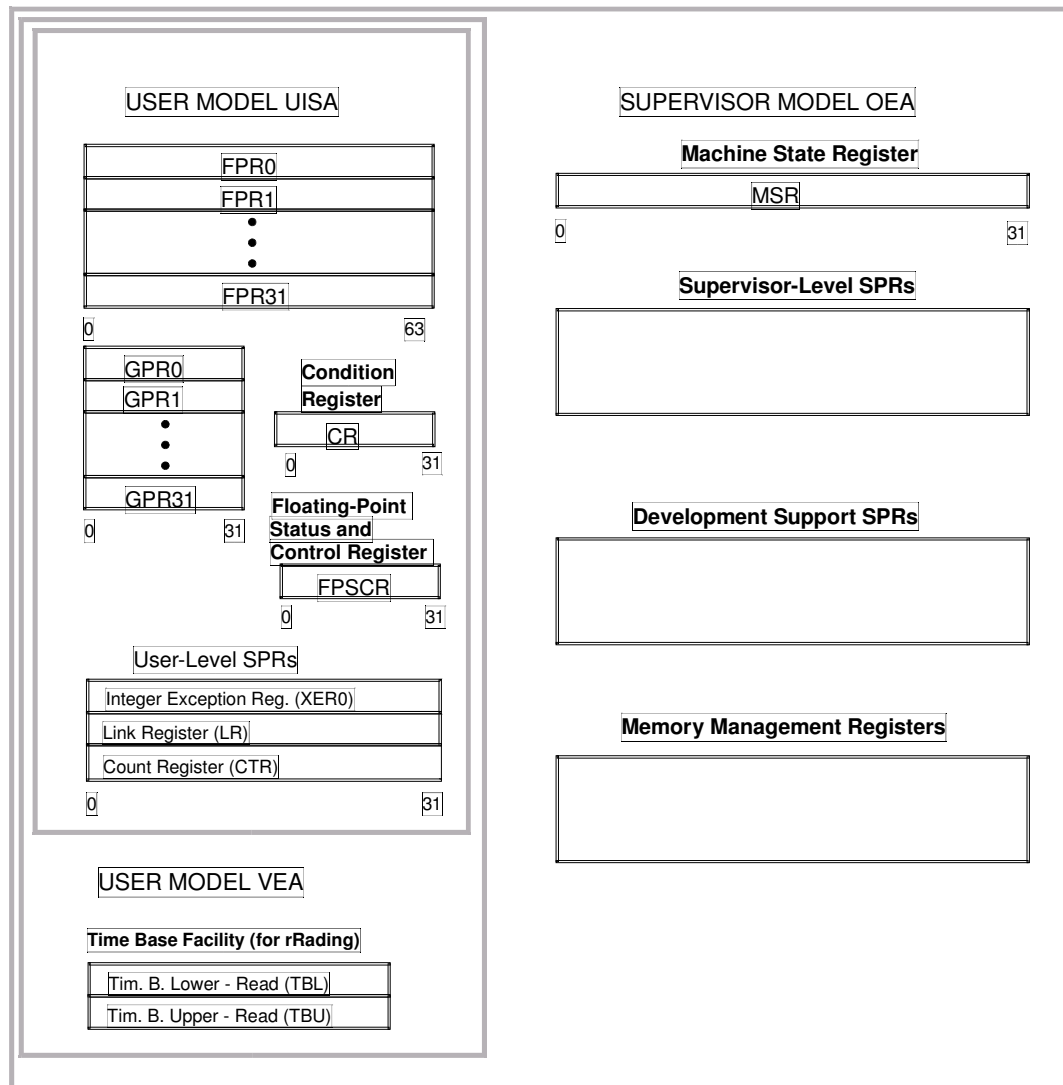 USER MODEL UISA
FPR0
FPR1
FPR31
0 63
GPR0
GPR1
GPR31
0 31
Condition
Register
CR
0 31
Floating-Point
Status and
Control Register
FPSCR
0 31
User-Level SPRs
Integer Exception Reg. (XER0)
Link Register (LR)
Count Register (CTR)
0 31
USER MODEL VEA
Time Base Facility (for rRading)
Tim. B. Lower - Read (TBL)
Tim. B. Upper - Read (TBU)
SUPERVISOR MODEL OEA
Machine State Register
MSR
0 31
Supervisor-Level SPRs
Development Support SPRs
Memory Management Registers